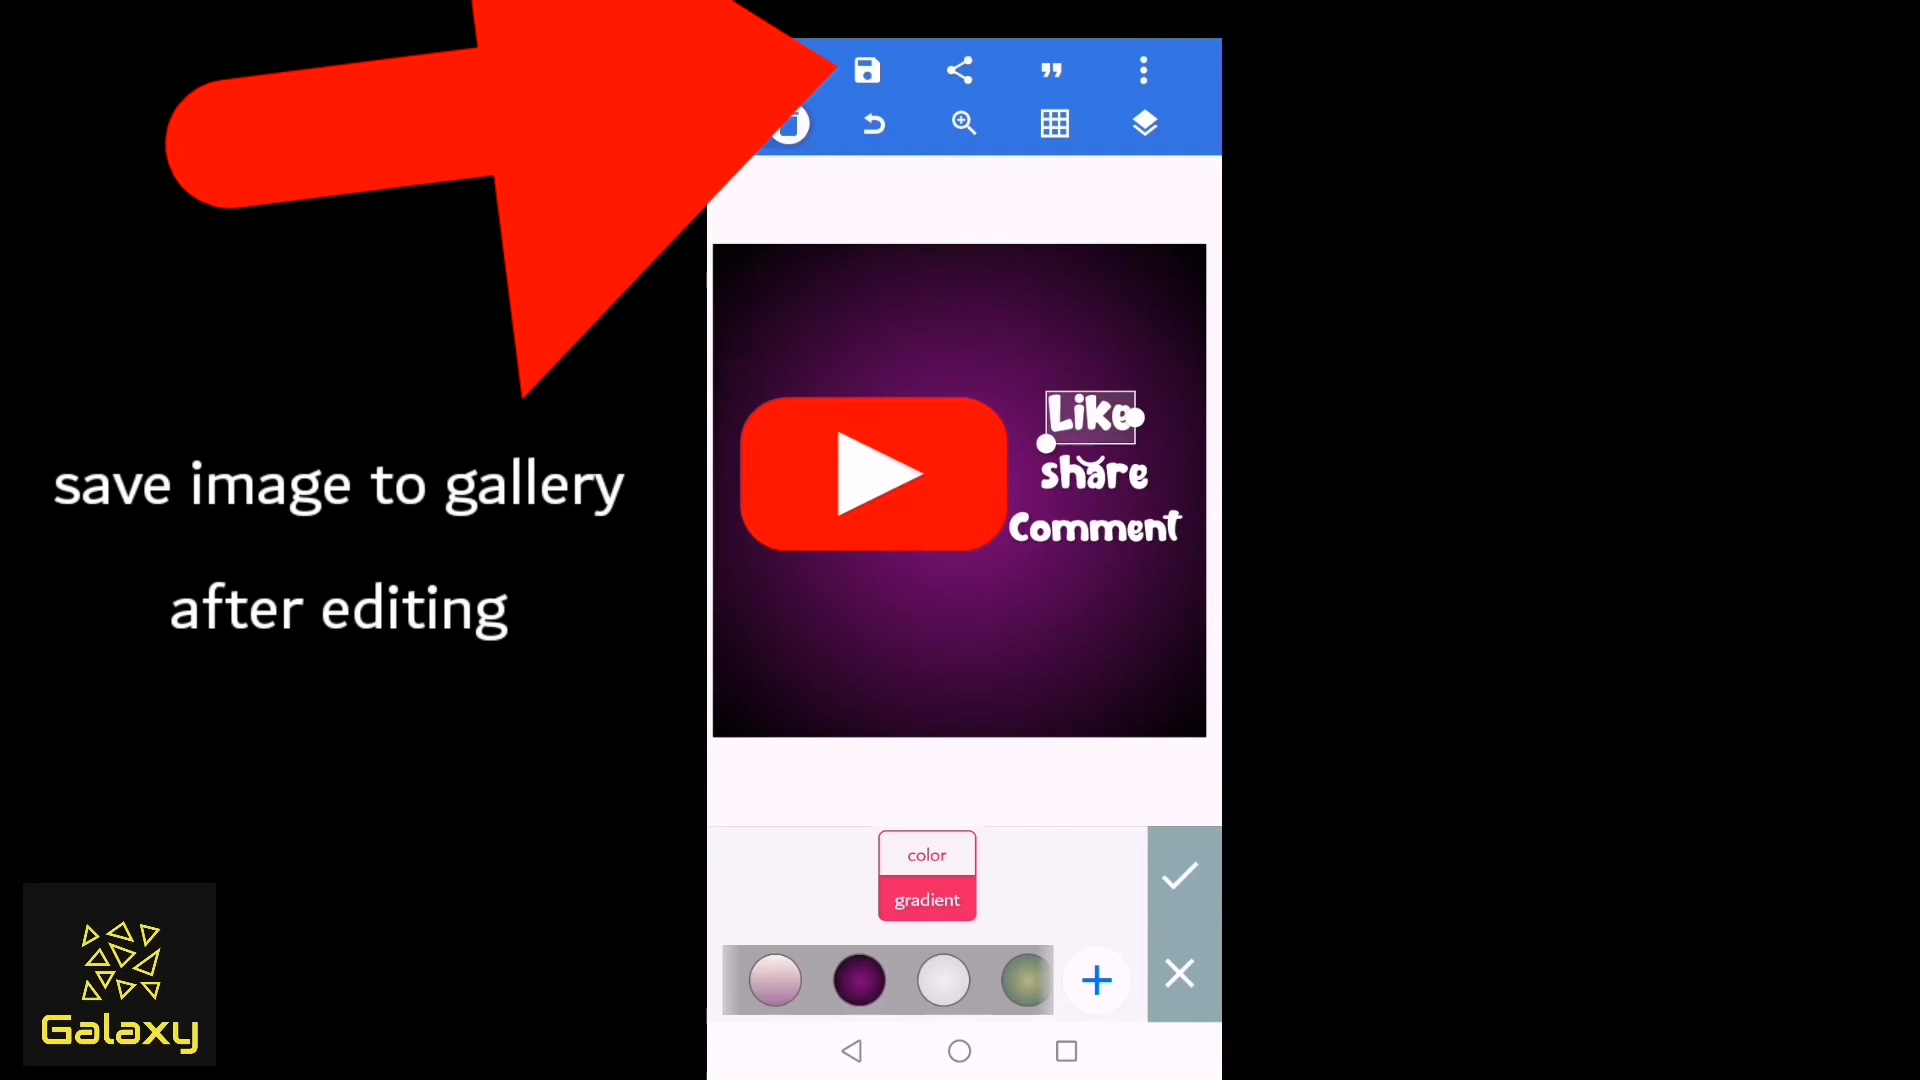 save image to gallery
after editing
Like
share
Comment
color
gradient
Galaxy